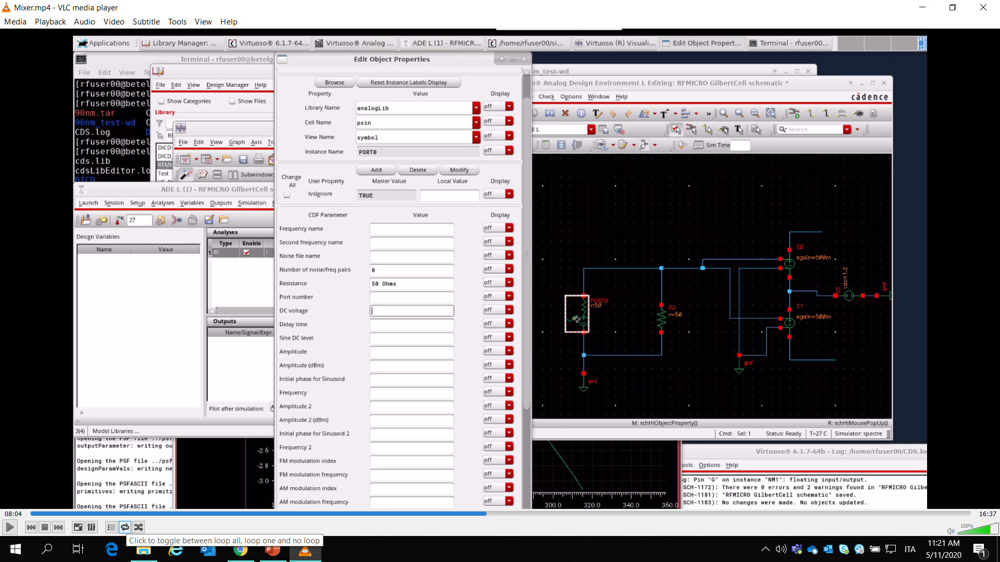 Mixer.mp4 - VLC media player
Media Playback Audio Video Subtitle Tools View Help
Applications Library Manager: ... Virtuoso® 6.1.7-64... Virtuoso® Analog ... ADE L (1) - RFMICR... /home/rfuser00/si... Virtuoso (R) Visuali... Edit Object Propert... Terminal - rfuser00...
Terminal - rfuser00@betelg
File Edit View Te
[rfuser00@betel
[rfuser00@betel
[rfuser00@betel
90nm.tar C
90nm_test-wd C
CDS.log D
[rfuser00@betel
[rfuser00@betel
cds.lib
cdsLibEditor.lo
DICD
File Edit View Design Manager Help
Show Categories Show Files
Library
RF
DICD
DICD_
RFMIC
Test
File Edit View Graph Axis Tra
Subwindows
ADE L (1) - RFMICRO GilbertCell s
Launch Session Setup Analyses Variables Outputs Simulation
27
Design Variables
Name Value
Analyses
Type Enable
1 dc t
Outputs
Name/Signal/Expr
Plot after simulation: A
>
3(4) Model Libraries ...
Opening the PSF file ../psf
outputParameter: writing ou
Opening the PSF file ../psf
designParamVals: writing ne
Opening the PSFASCII file .
primitives: writing primiti
Opening the PSFASCII file .
-2.6
-2.8
-3.0
Edit Object Properties
Browse Reset Instance Labels Display
Property Value Display
Library Name analogLib off
Cell Name psin off
View Name symbol off
Instance Name PORT0 off
Add Delete Modify
Change All User Property Master Value Local Value Display
lvsIgnore TRUE off
CDF Parameter Value Display
Frequency name off
Second frequency name off
Noise file name off
Number of noise/freq pairs 0 off
Resistance 50 Ohms off
Port number off
DC voltage off
Delay time off
Sine DC level off
Amplitude off
Amplitude (dBm) off
Initial phase for Sinusoid off
Frequency off
Amplitude 2 off
Amplitude 2 (dBm) off
Initial phase for Sinusoid 2 off
Frequency 2 off
FM modulation index off
FM modulation frequency off
AM modulation index off
AM modulation frequency off
m_test-wd
o® Analog Design Environment L Editing: RFMICRO GilbertCell schematic *
Check Options Window Help
cādence
E L
Search
Sim Time
PORT0
r=50
R2
r=50
gnd
E0
egain=500m
E1
egain=500m
gnd
V2
vdc=1.2
gnd
M: schHiObjectProperty() R: schHiMousePopUp()
Cmd: Sel: 1 Status: Ready T=27 C Simulator: spectre
300.0 320.0 340.0 360.0
Virtuoso® 6.1.7-64b - Log: /home/rfuser00/CDS.lo
ools Options Help
g: Pin "G" on instance "NM1": floating input/output.
SCH-1172): There were 0 errors and 2 warnings found in "RFMICRO Gilbe
SCH-1181): "RFMICRO GilbertCell schematic" saved.
SCH-1183): No changes were made. No objects updated.
08:04 16:37
100%
Click to toggle between loop all, loop one and no loop
ITA
11:21 AM
5/11/2020
1